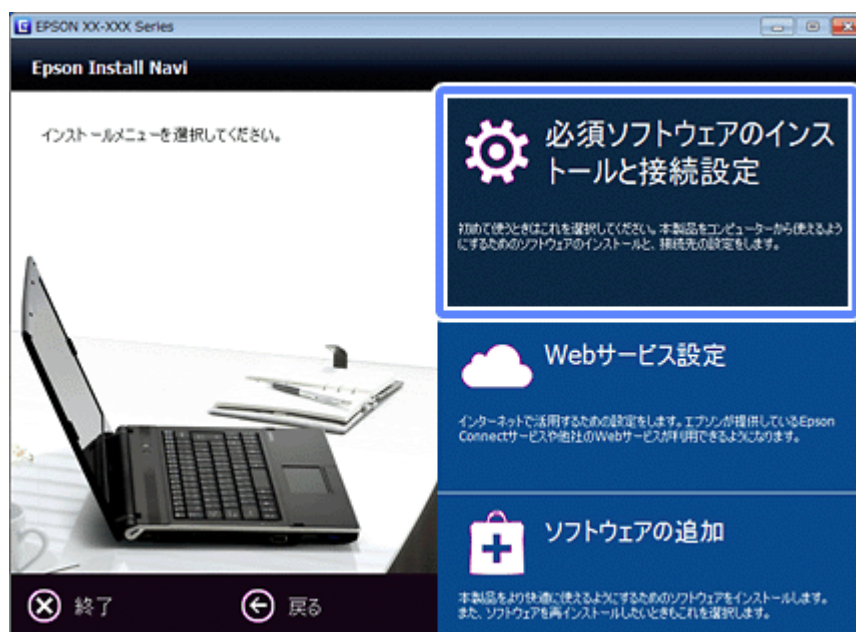 EPSON XX-XXX Series
Epson Install Navi
インストールメニューを選択してください。
必須ソフトウェアのインス
トールと接続設定
初めて使うときはこれを選択してください。本製品をコンピューターから使えるよう
にするためのソフトウェアのインストールと、接続先の設定をします。
Webサービス設定
インターネットで活用するための設定をします。エプソンが提供しているEpson
Connectサービスや他社のWebサービスが利用できるようになります。
ソフトウェアの追加
本製品をより快適に使えるようにするためのソフトウェアをインストールします。
また、ソフトウェアを再インストールしたいときもこれを選択します。
終了
戻る